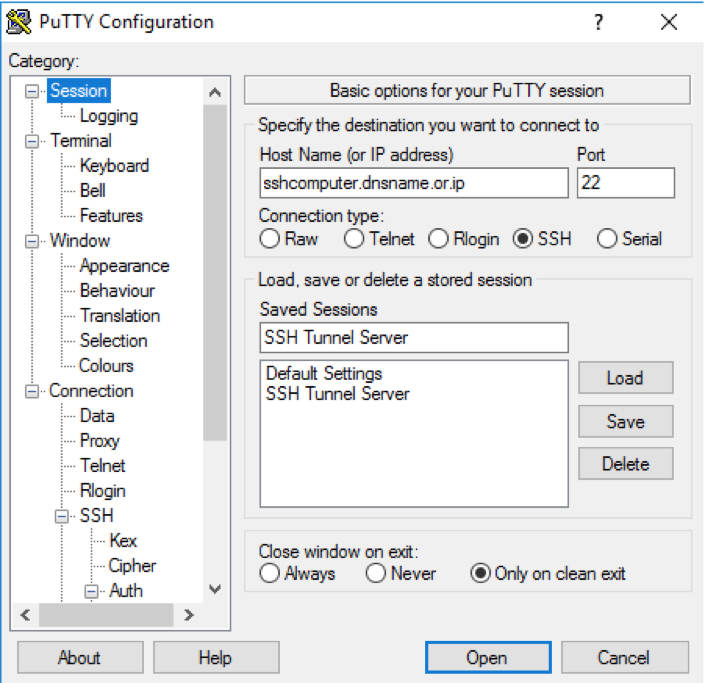 PuTTY Configuration
?
Category:
Session
Logging
Terminal
Keyboard
Bell
Features
Window
Appearance
Behaviour
Translation
Selection
Colours
Connection
Data
Proxy
Telnet
Rlogin
SSH
Kex
Cipher
Auth
Basic options for your PuTTY session
Specify the destination you want to connect to
Host Name (or IP address) Port
sshcomputer.dnsname.or.ip 22
Connection type:
Raw Telnet Rlogin SSH Serial
Load, save or delete a stored session
Saved Sessions
SSH Tunnel Server
Default Settings
SSH Tunnel Server
Load
Save
Delete
Close window on exit:
Always Never Only on clean exit
About Help Open Cancel